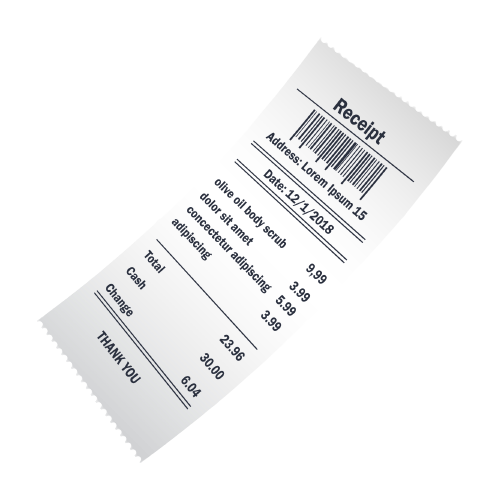 Receipt
Address: Lorem Ipsum 15
Date: 12/1/2018
olive oil body scrub 9,99
dolor sit amet 3.99
consectetur adipiscing 5.99
adipiscing 3.99
Total 23.96
Cash 30.00
Change 6.04
THANK YOU